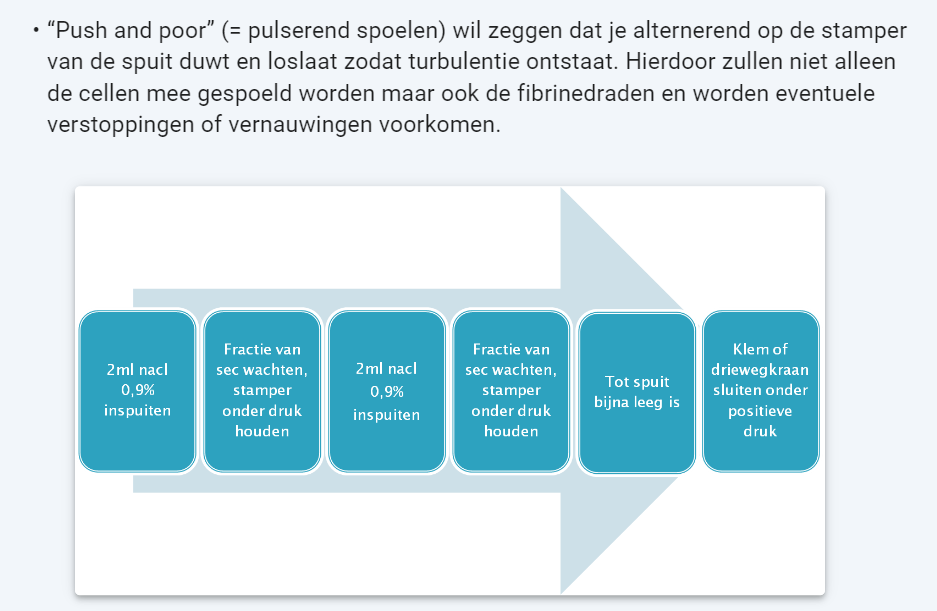 • “Push and poor” (= pulserend spoelen) wil zeggen dat je alternerend op de stamper
van de spuit duwt en loslaat zodat turbulentie ontstaat. Hierdoor zullen niet alleen
de cellen mee gespoeld worden maar ook de fibrinedraden en worden eventuele
verstoppingen of vernauwingen voorkomen.
2ml nacl
0,9%
inspuiten
Fractie van
sec wachten,
stamper
onder druk
houden
2ml nacl
0,9%
inspuiten
Fractie van
sec wachten,
stamper
onder druk
houden
Tot spuit
bijna leeg is
Klem of
driewegkraan
sluiten onder
positieve
druk